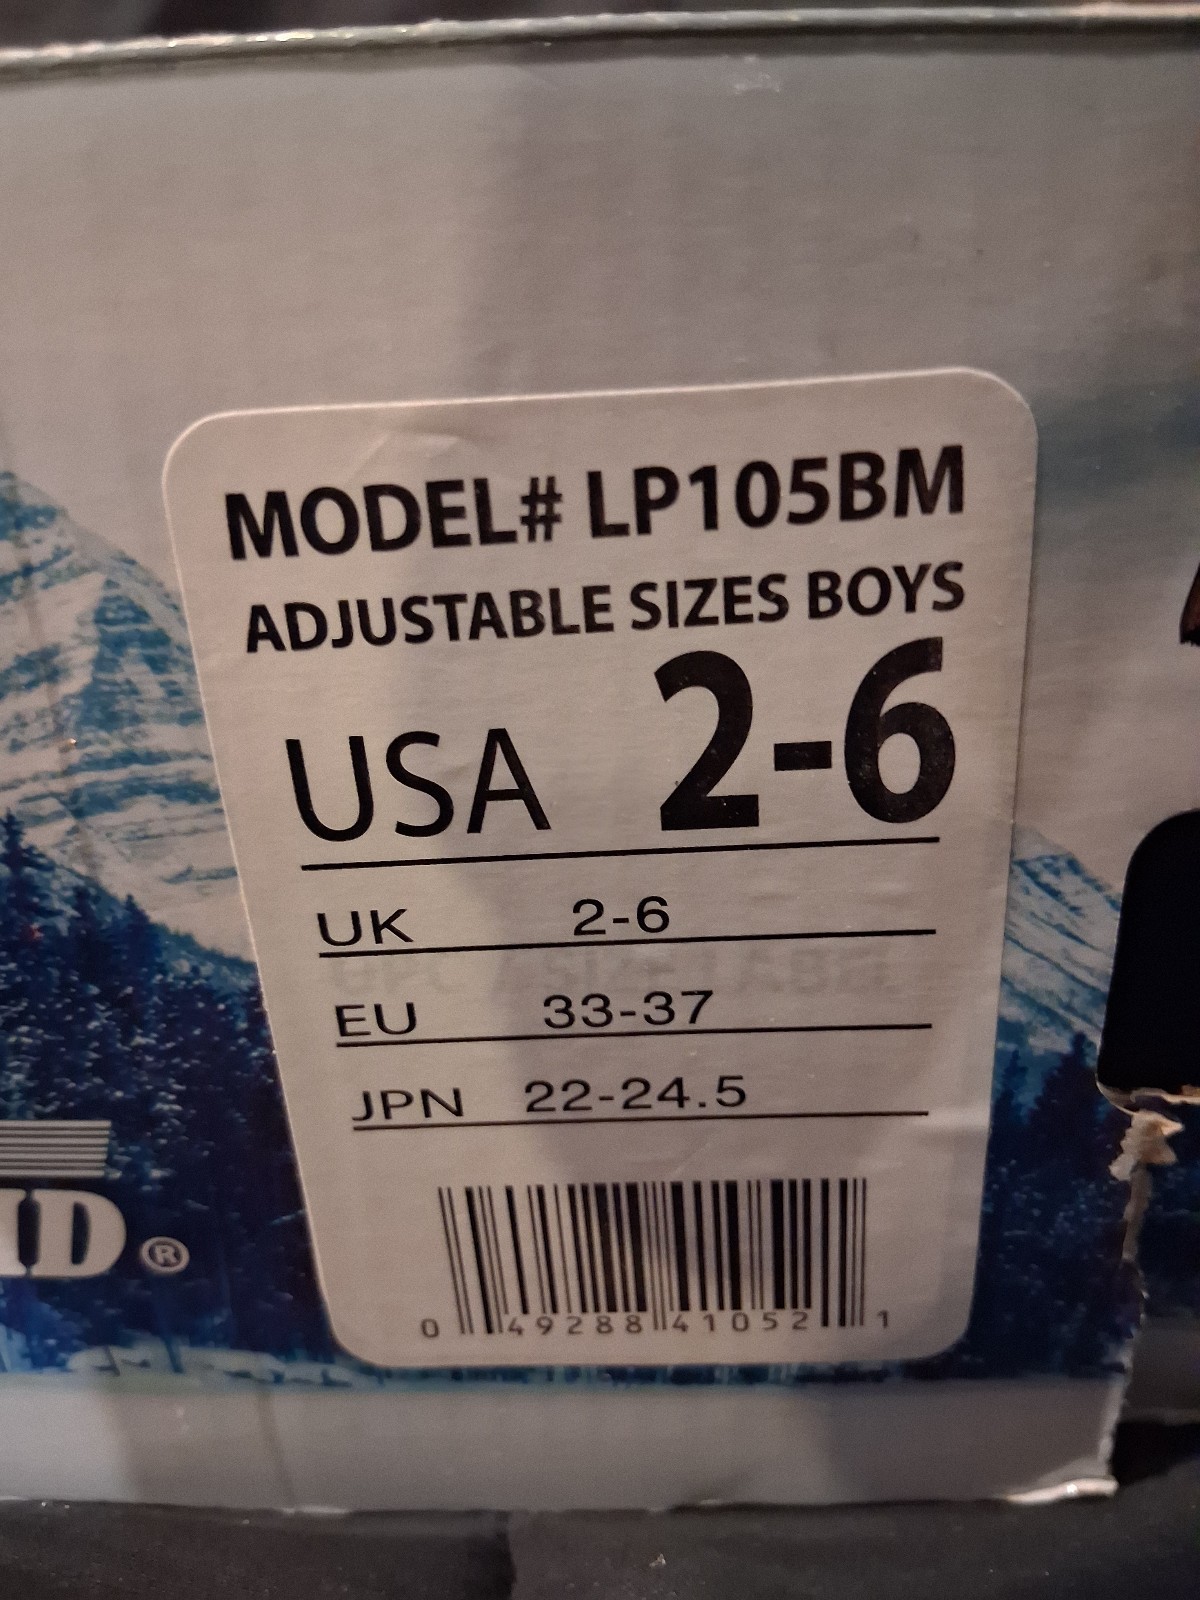 MODEL# LP105BM
ADJUSTABLE SIZES BOYS
USA 2-6
UK 2-6
EU 33-37
JPN 22-24.5
0 49288 41052 1
®